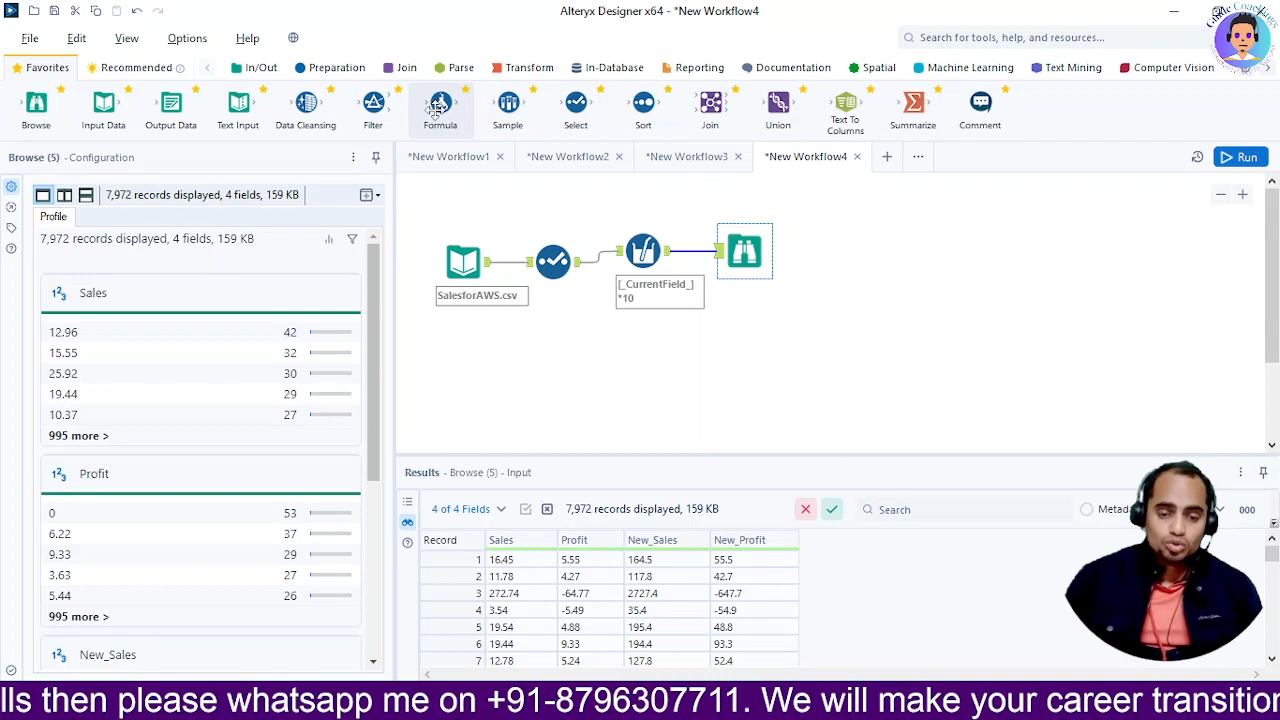 Alteryx Designer x64 - *New Workflow4
File Edit View Options Help
Search for tools, help, and resources...
Favorites Recommended In/Out Preparation Join Parse Transform In-Database Reporting Documentation Spatial Machine Learning Text Mining Computer Vision
Browse Input Data Output Data Text Input Data Cleansing Filter Formula Sample Select Sort Join Union Text To Columns Summarize Comment
Browse (5) - Configuration
*New Workflow1 *New Workflow2 *New Workflow3 *New Workflow4 Run
7,972 records displayed, 4 fields, 159 KB
Profile
7,972 records displayed, 4 fields, 159 KB
123 Sales
12.96 42
15.55 32
25.92 30
19.44 29
10.37 27
995 more >
123 Profit
0 53
6.22 37
9.33 29
3.63 27
5.44 26
995 more >
123 New_Sales
SalesforAWS.csv
[_CurrentField_]
*10
Results - Browse (5) - Input
4 of 4 Fields 7,972 records displayed, 159 KB Search 000
Record Sales Profit New_Sales New_Profit
1 16.45 5.55 164.5 55.5
2 11.78 4.27 117.8 42.7
3 272.74 -64.77 2727.4 -647.7
4 3.54 -5.49 35.4 -54.9
5 19.54 4.88 195.4 48.8
6 19.44 9.33 194.4 93.3
7 12.78 5.24 127.8 52.4
lls then please whatsapp me on +91-8796307711. We will make your career transition